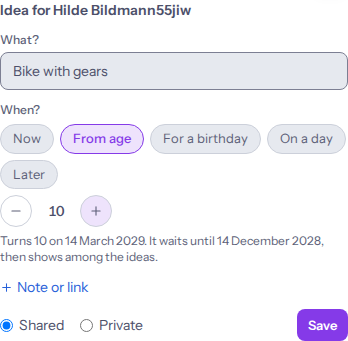 Idea for Hilde Bildmann55jiw
What?
Bike with gears
When?
Now From age For a birthday On a day
Later
− 10 +
Turns 10 on 14 March 2029. It waits until 14 December 2028,
then shows among the ideas.
+ Note or link
Shared Private Save